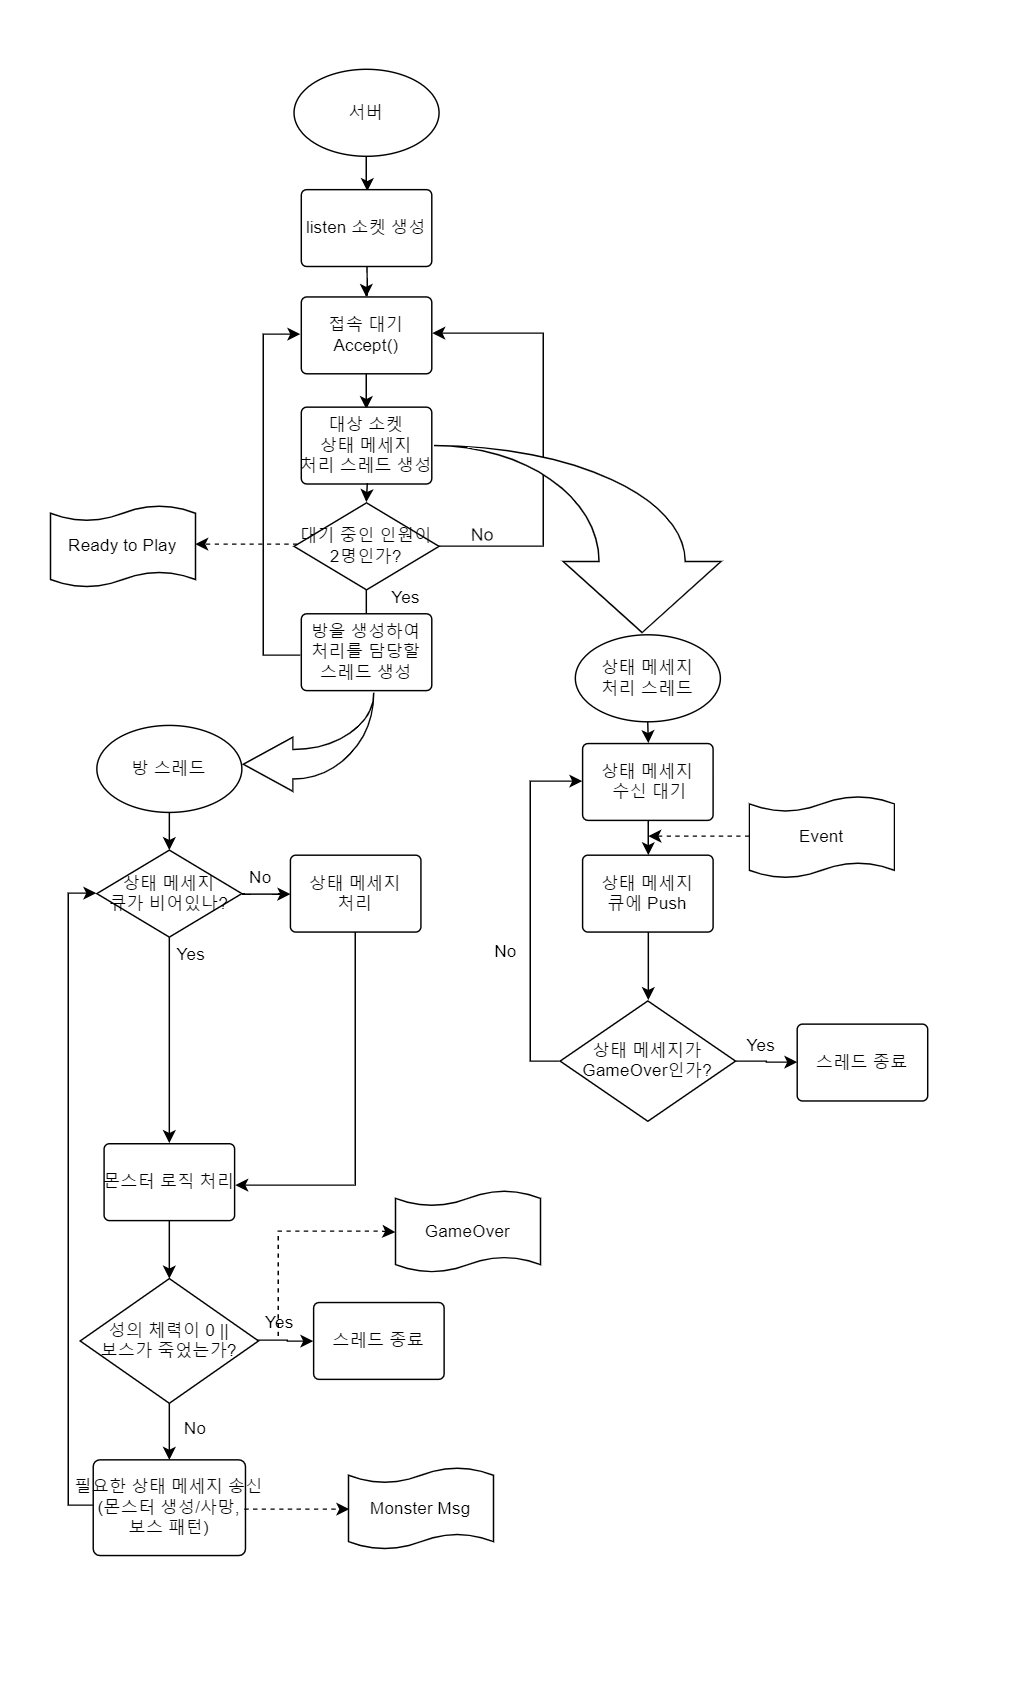 서버
listen 소켓 생성
접속 대기
Accept()
대상 소켓
상태 메세지
처리 스레드 생성
대기 중인 인원이
2명인가?
No
Ready to Play
Yes
방을 생성하여
처리를 담당할
스레드 생성
상태 메세지
처리 스레드
상태 메세지
수신 대기
Event
상태 메세지
큐에 Push
No
상태 메세지가
GameOver인가?
Yes
스레드 종료
방 스레드
상태 메세지
큐가 비어있나?
No
상태 메세지
처리
Yes
몬스터 로직 처리
GameOver
성의 체력이 0 ||
보스가 죽었는가?
Yes
스레드 종료
No
필요한 상태 메세지 송신
(몬스터 생성/사망,
보스 패턴)
Monster Msg